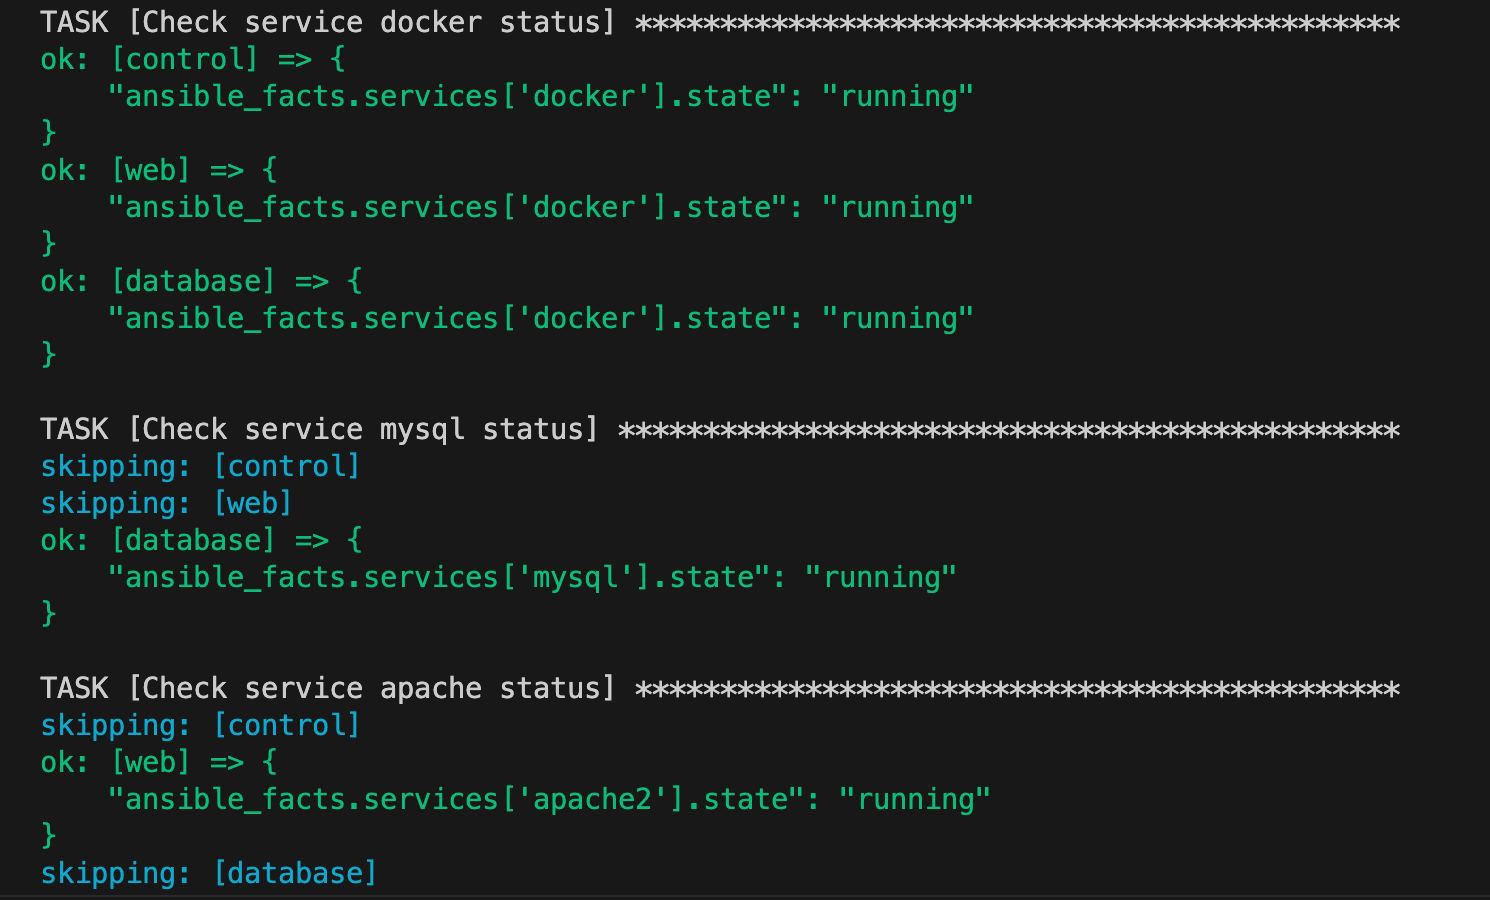 TASK [Check service docker status] *********************************************
ok: [control] => {
    "ansible_facts.services['docker'].state": "running"
}
ok: [web] => {
    "ansible_facts.services['docker'].state": "running"
}
ok: [database] => {
    "ansible_facts.services['docker'].state": "running"
}

TASK [Check service mysql status] **********************************************
skipping: [control]
skipping: [web]
ok: [database] => {
    "ansible_facts.services['mysql'].state": "running"
}

TASK [Check service apache status] *********************************************
skipping: [control]
ok: [web] => {
    "ansible_facts.services['apache2'].state": "running"
}
skipping: [database]